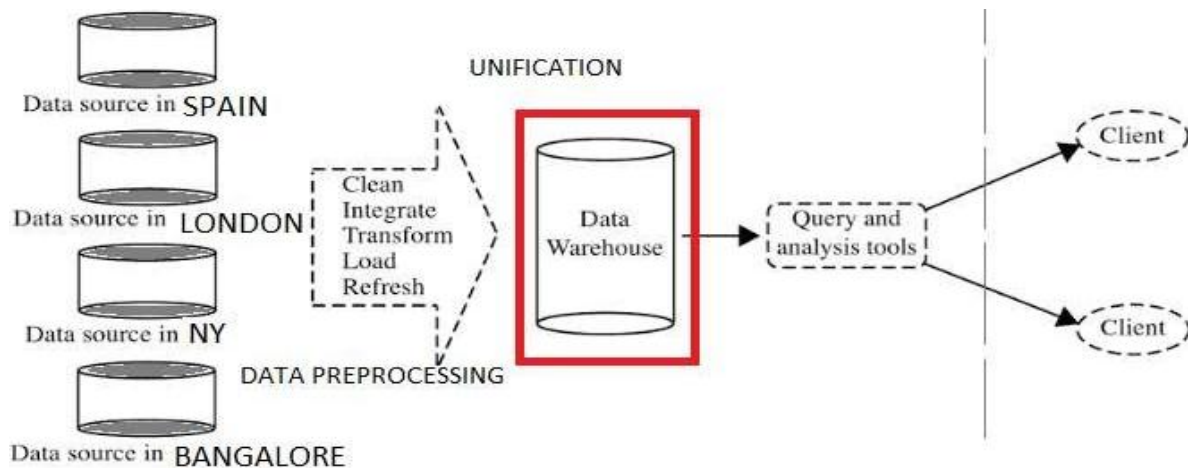 Data source in SPAIN
Data source in LONDON
Data source in NY
Data source in BANGALORE
Clean
Integrate
Transform
Load
Refresh
DATA PREPROCESSING
UNIFICATION
Data
Warehouse
Query and
analysis tools
Client
Client